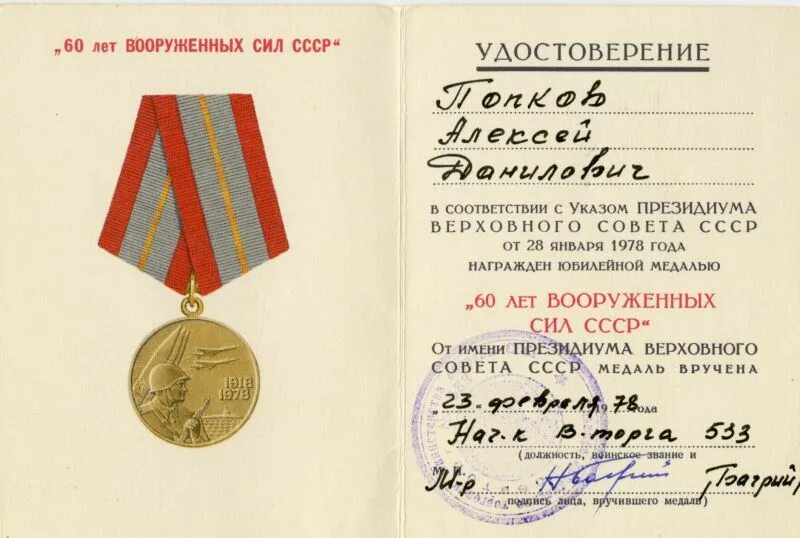 „60 лет ВООРУЖЕННЫХ СИЛ СССР“
1918
1978
УДОСТОВЕРЕНИЕ
Попков
Алексей
Данилович
В СООТВЕТСТВИИ С УКАЗОМ ПРЕЗИДИУМА
ВЕРХОВНОГО СОВЕТА СССР
ОТ 28 ЯНВАРЯ 1978 ГОДА
НАГРАЖДЕН ЮБИЛЕЙНОЙ МЕДАЛЬЮ
„60 ЛЕТ ВООРУЖЕННЫХ
СИЛ СССР“
ОТ ИМЕНИ ПРЕЗИДИУМА ВЕРХОВНОГО
СОВЕТА СССР МЕДАЛЬ ВРУЧЕНА
„23. февраля 1978 года
Нач-к В-торга 533
(должность, воинское звание и
М. П.
М-р Багрий
подпись лица, вручившего медаль)